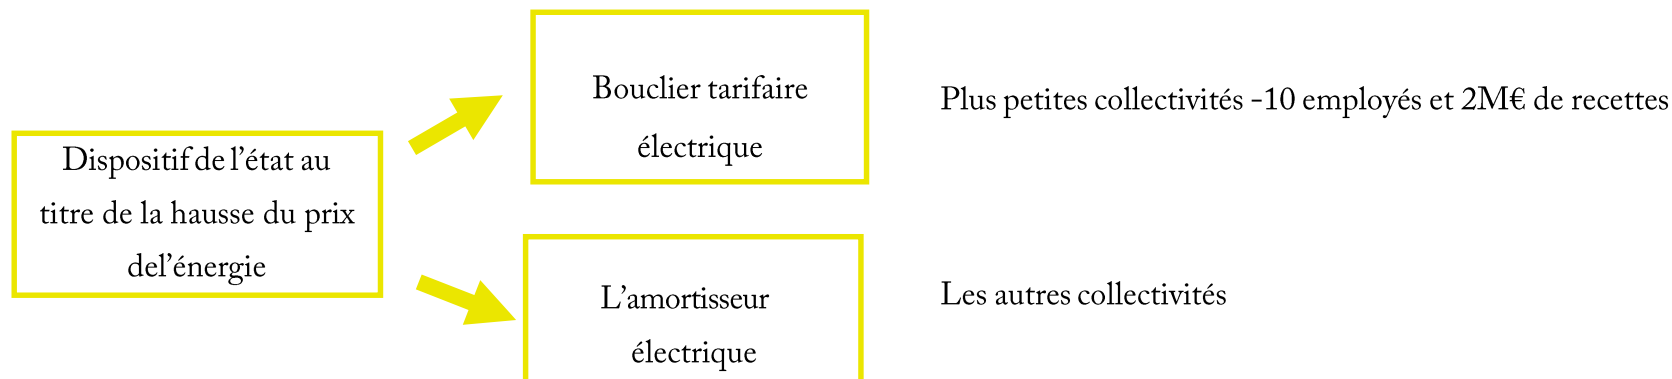 Dispositif de l'état au
titre de la hausse du prix
del'énergie
Bouclier tarifaire
électrique
Plus petites collectivités -10 employés et 2M€ de recettes
L'amortisseur
électrique
Les autres collectivités